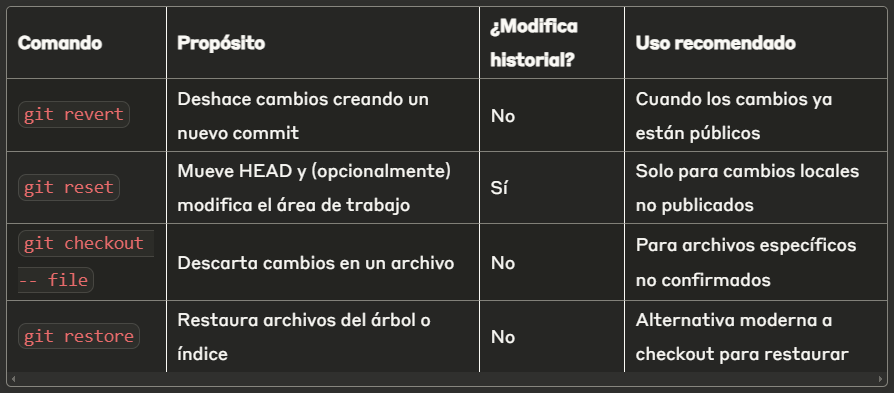 Comando Propósito ¿Modifica historial? Uso recomendado
git revert Deshace cambios creando un nuevo commit No Cuando los cambios ya están públicos
git reset Mueve HEAD y (opcionalmente) modifica el área de trabajo Sí Solo para cambios locales no publicados
git checkout -- file Descarta cambios en un archivo No Para archivos específicos no confirmados
git restore Restaura archivos del árbol o índice No Alternativa moderna a checkout para restaurar